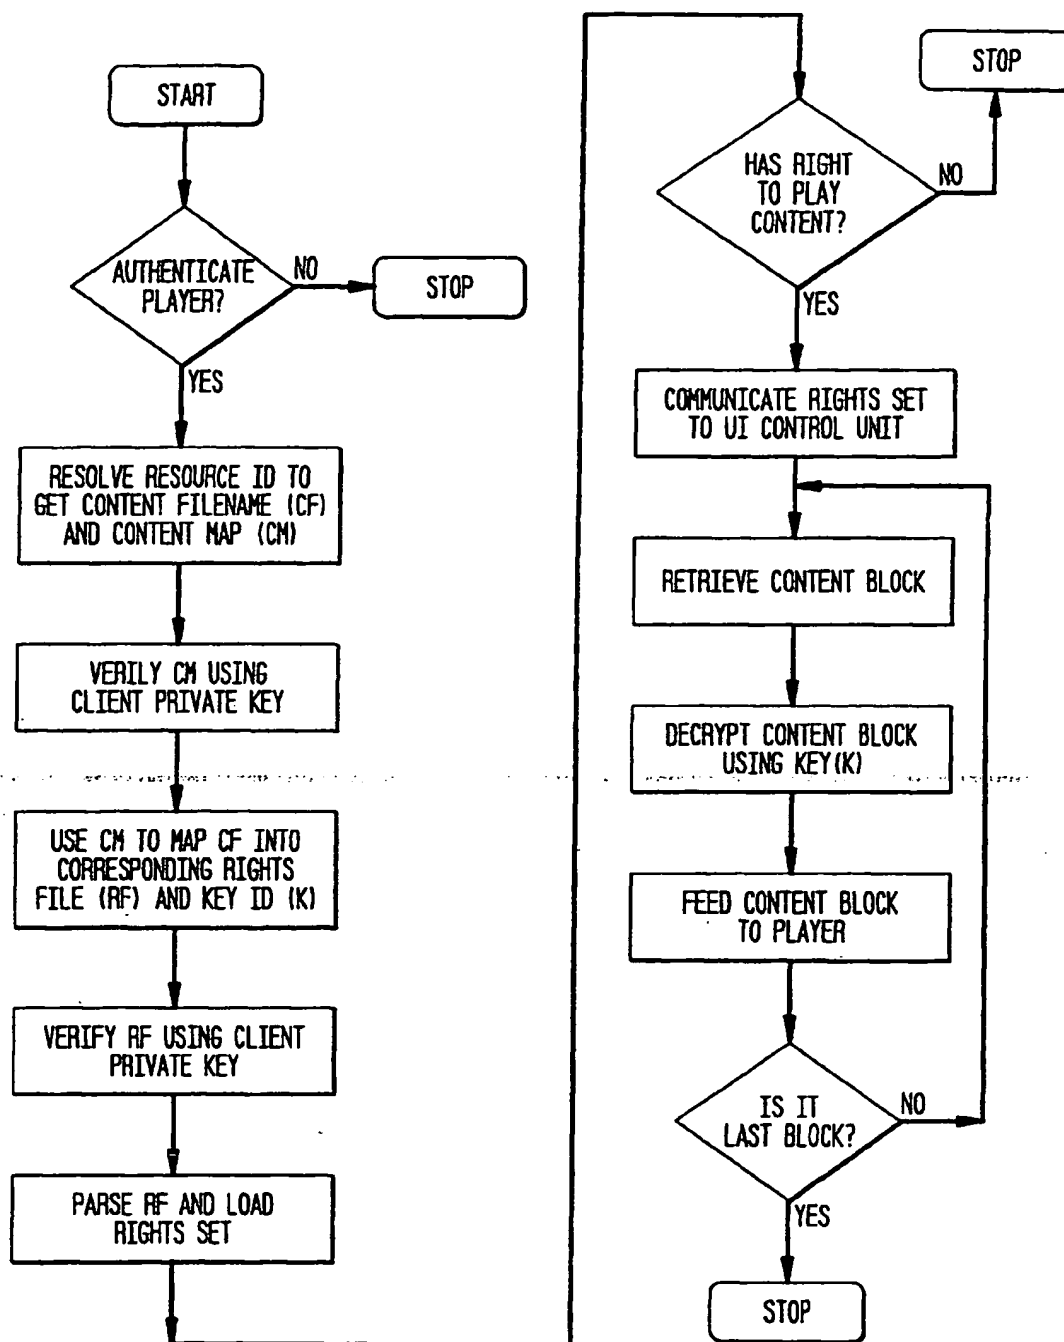 START
AUTHENTICATE
PLAYER?
NO
STOP
YES
RESOLVE RESOURCE ID TO
GET CONTENT FILENAME (CF)
AND CONTENT MAP (CM)
VERILY CM USING
CLIENT PRIVATE KEY
USE CM TO MAP CF INTO
CORRESPONDING RIGHTS
FILE (RF) AND KEY ID (K)
VERIFY RF USING CLIENT
PRIVATE KEY
PARSE RF AND LOAD
RIGHTS SET
HAS RIGHT
TO PLAY
CONTENT?
NO
STOP
YES
COMMUNICATE RIGHTS SET
TO UI CONTROL UNIT
RETRIEVE CONTENT BLOCK
DECRYPT CONTENT BLOCK
USING KEY(K)
FEED CONTENT BLOCK
TO PLAYER
IS IT
LAST BLOCK?
NO
YES
STOP